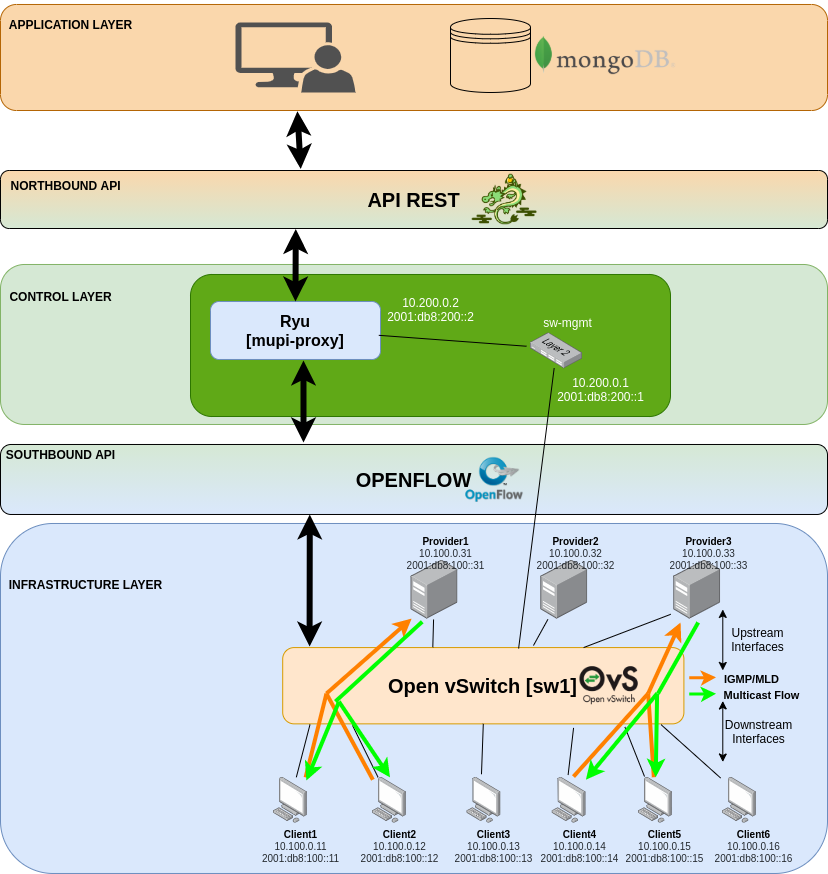 APPLICATION LAYER
mongoDB
NORTHBOUND API
API REST
CONTROL LAYER
Ryu
[mupi-proxy]
10.200.0.2
2001:db8:200::2
sw-mgmt
Layer 2
10.200.0.1
2001:db8:200::1
SOUTHBOUND API
OPENFLOW
OpenFlow
INFRASTRUCTURE LAYER
Provider1
10.100.0.31
2001:db8:100::31
Provider2
10.100.0.32
2001:db8:100::32
Provider3
10.100.0.33
2001:db8:100::33
Upstream
Interfaces
Open vSwitch [sw1]
OvS
Open vSwitch
IGMP/MLD
Multicast Flow
Downstream
Interfaces
Client1
10.100.0.11
2001:db8:100::11
Client2
10.100.0.12
2001:db8:100::12
Client3
10.100.0.13
2001:db8:100::13
Client4
10.100.0.14
2001:db8:100::14
Client5
10.100.0.15
2001:db8:100::15
Client6
10.100.0.16
2001:db8:100::16